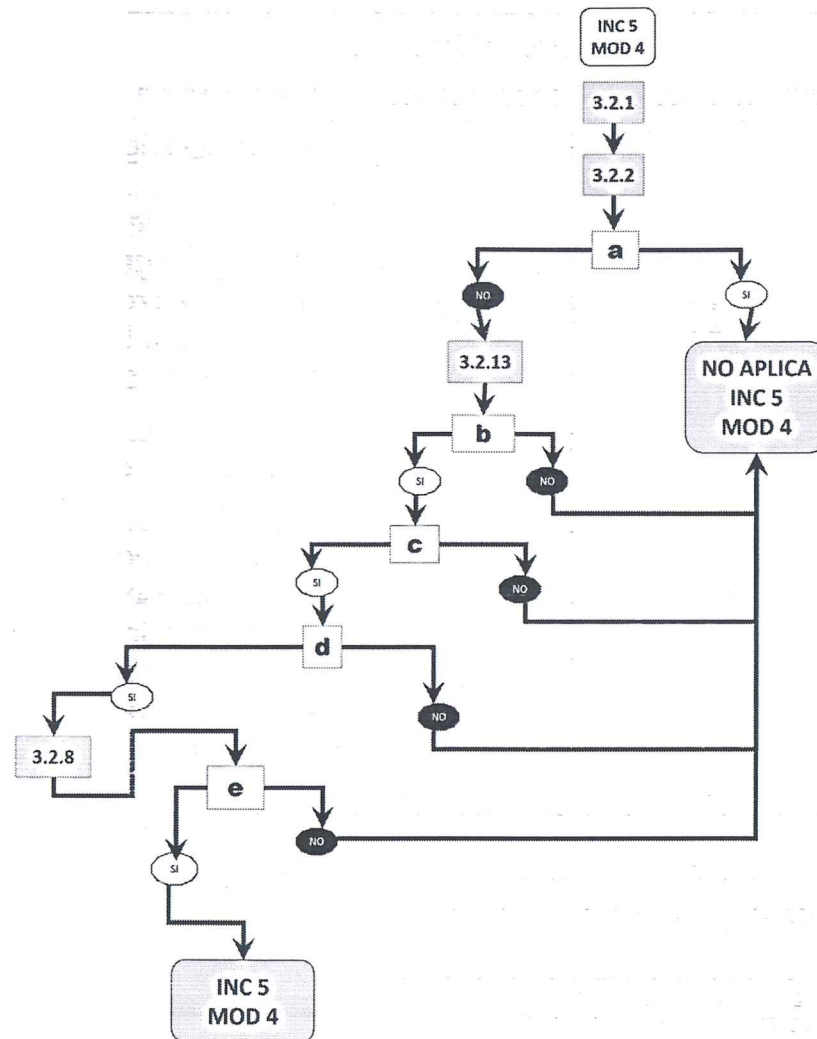 INC 5
MOD 4
3.2.1
3.2.2
a
NO
SI
3.2.13
NO APLICA
INC 5
MOD 4
b
SI
NO
c
SI
NO
d
SI
NO
3.2.8
e
NO
SI
INC 5
MOD 4